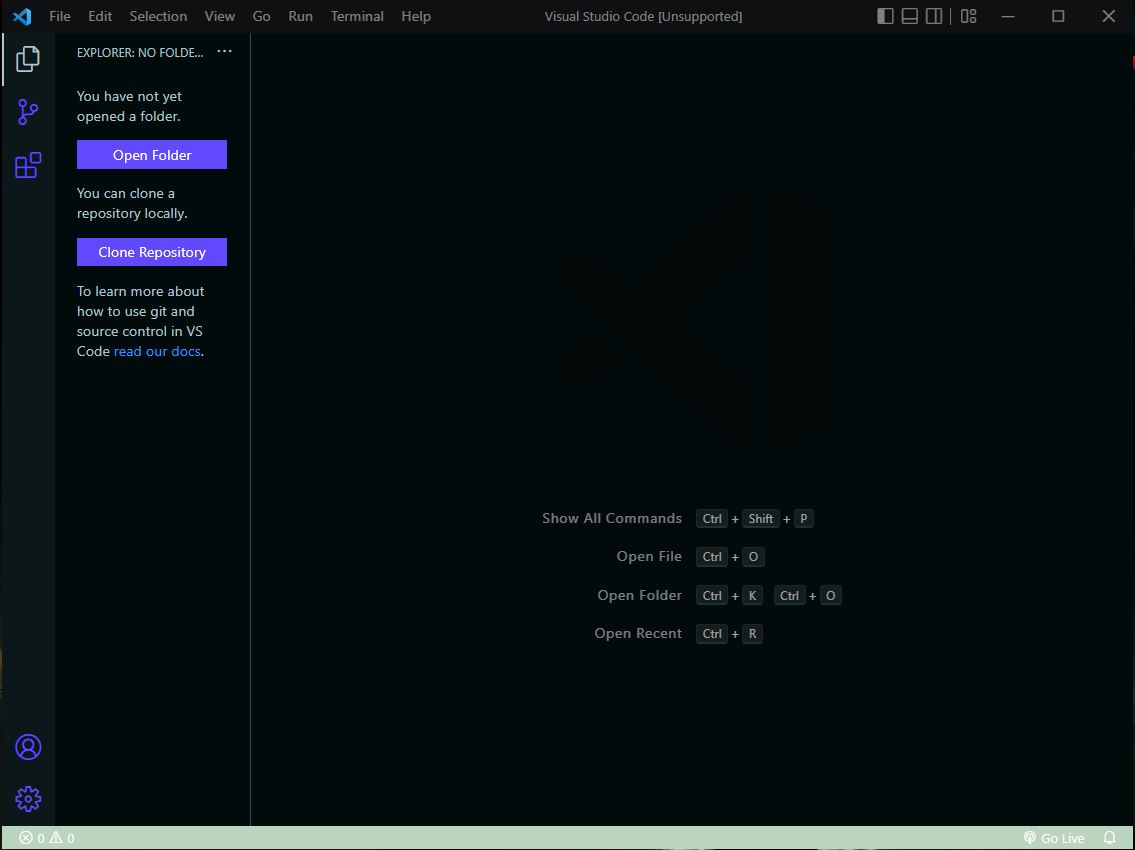 File Edit Selection View Go Run Terminal Help Visual Studio Code [Unsupported]
EXPLORER: NO FOLDE... ...
You have not yet
opened a folder.
Open Folder
You can clone a
repository locally.
Clone Repository
To learn more about
how to use git and
source control in VS
Code read our docs.
Show All Commands Ctrl + Shift + P
Open File Ctrl + O
Open Folder Ctrl + K Ctrl + O
Open Recent Ctrl + R
0 0 Go Live